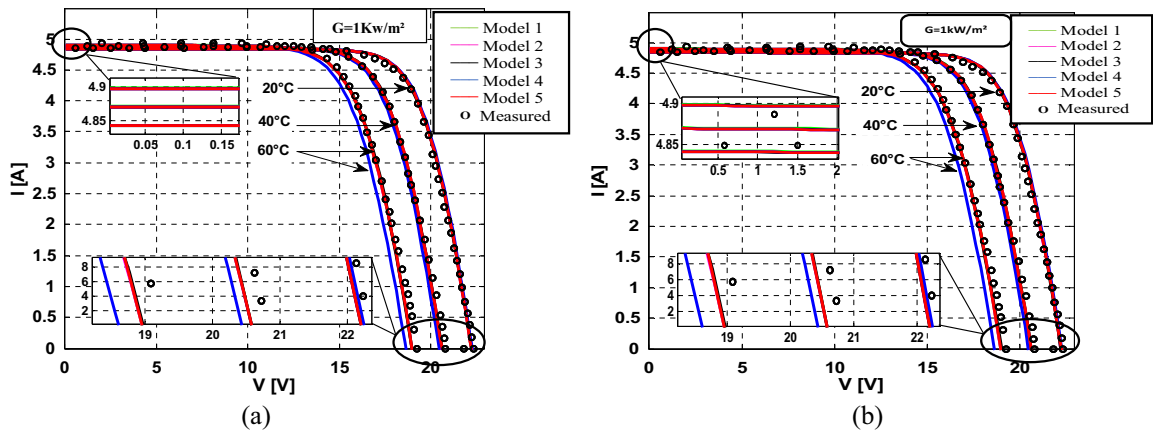 G=1Kw/m²
Model 1
Model 2
Model 3
Model 4
Model 5
Measured
5
4.5
4
3.5
3
2.5
2
1.5
1
0.5
0
I [A]
4.9
4.85
0.05 0.1 0.15
20°C
40°C
60°C
8
6
4
2
19 20 21 22
0 5 10 15 20
V [V]
(a)
G=1kW/m²
Model 1
Model 2
Model 3
Model 4
Model 5
Measured
5
4.5
4
3.5
3
2.5
2
1.5
1
0.5
0
I [A]
4.9
4.85
0.5 1 1.5 2
20°C
40°C
60°C
8
6
4
2
19 20 21 22
0 5 10 15 20
V [V]
(b)